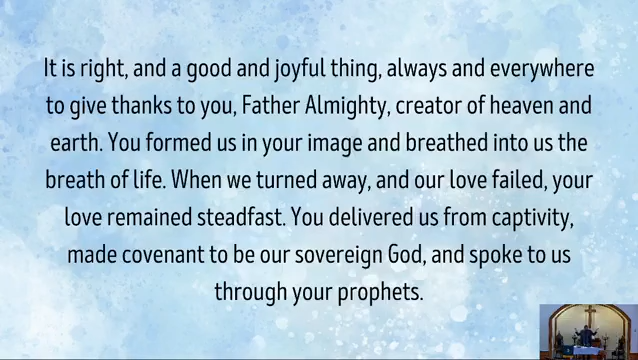 It is right, and a good and joyful thing, always and everywhere
to give thanks to you, Father Almighty, creator of heaven and
earth. You formed us in your image and breathed into us the
breath of life. When we turned away, and our love failed, your
love remained steadfast. You delivered us from captivity,
made covenant to be our sovereign God, and spoke to us
through your prophets.